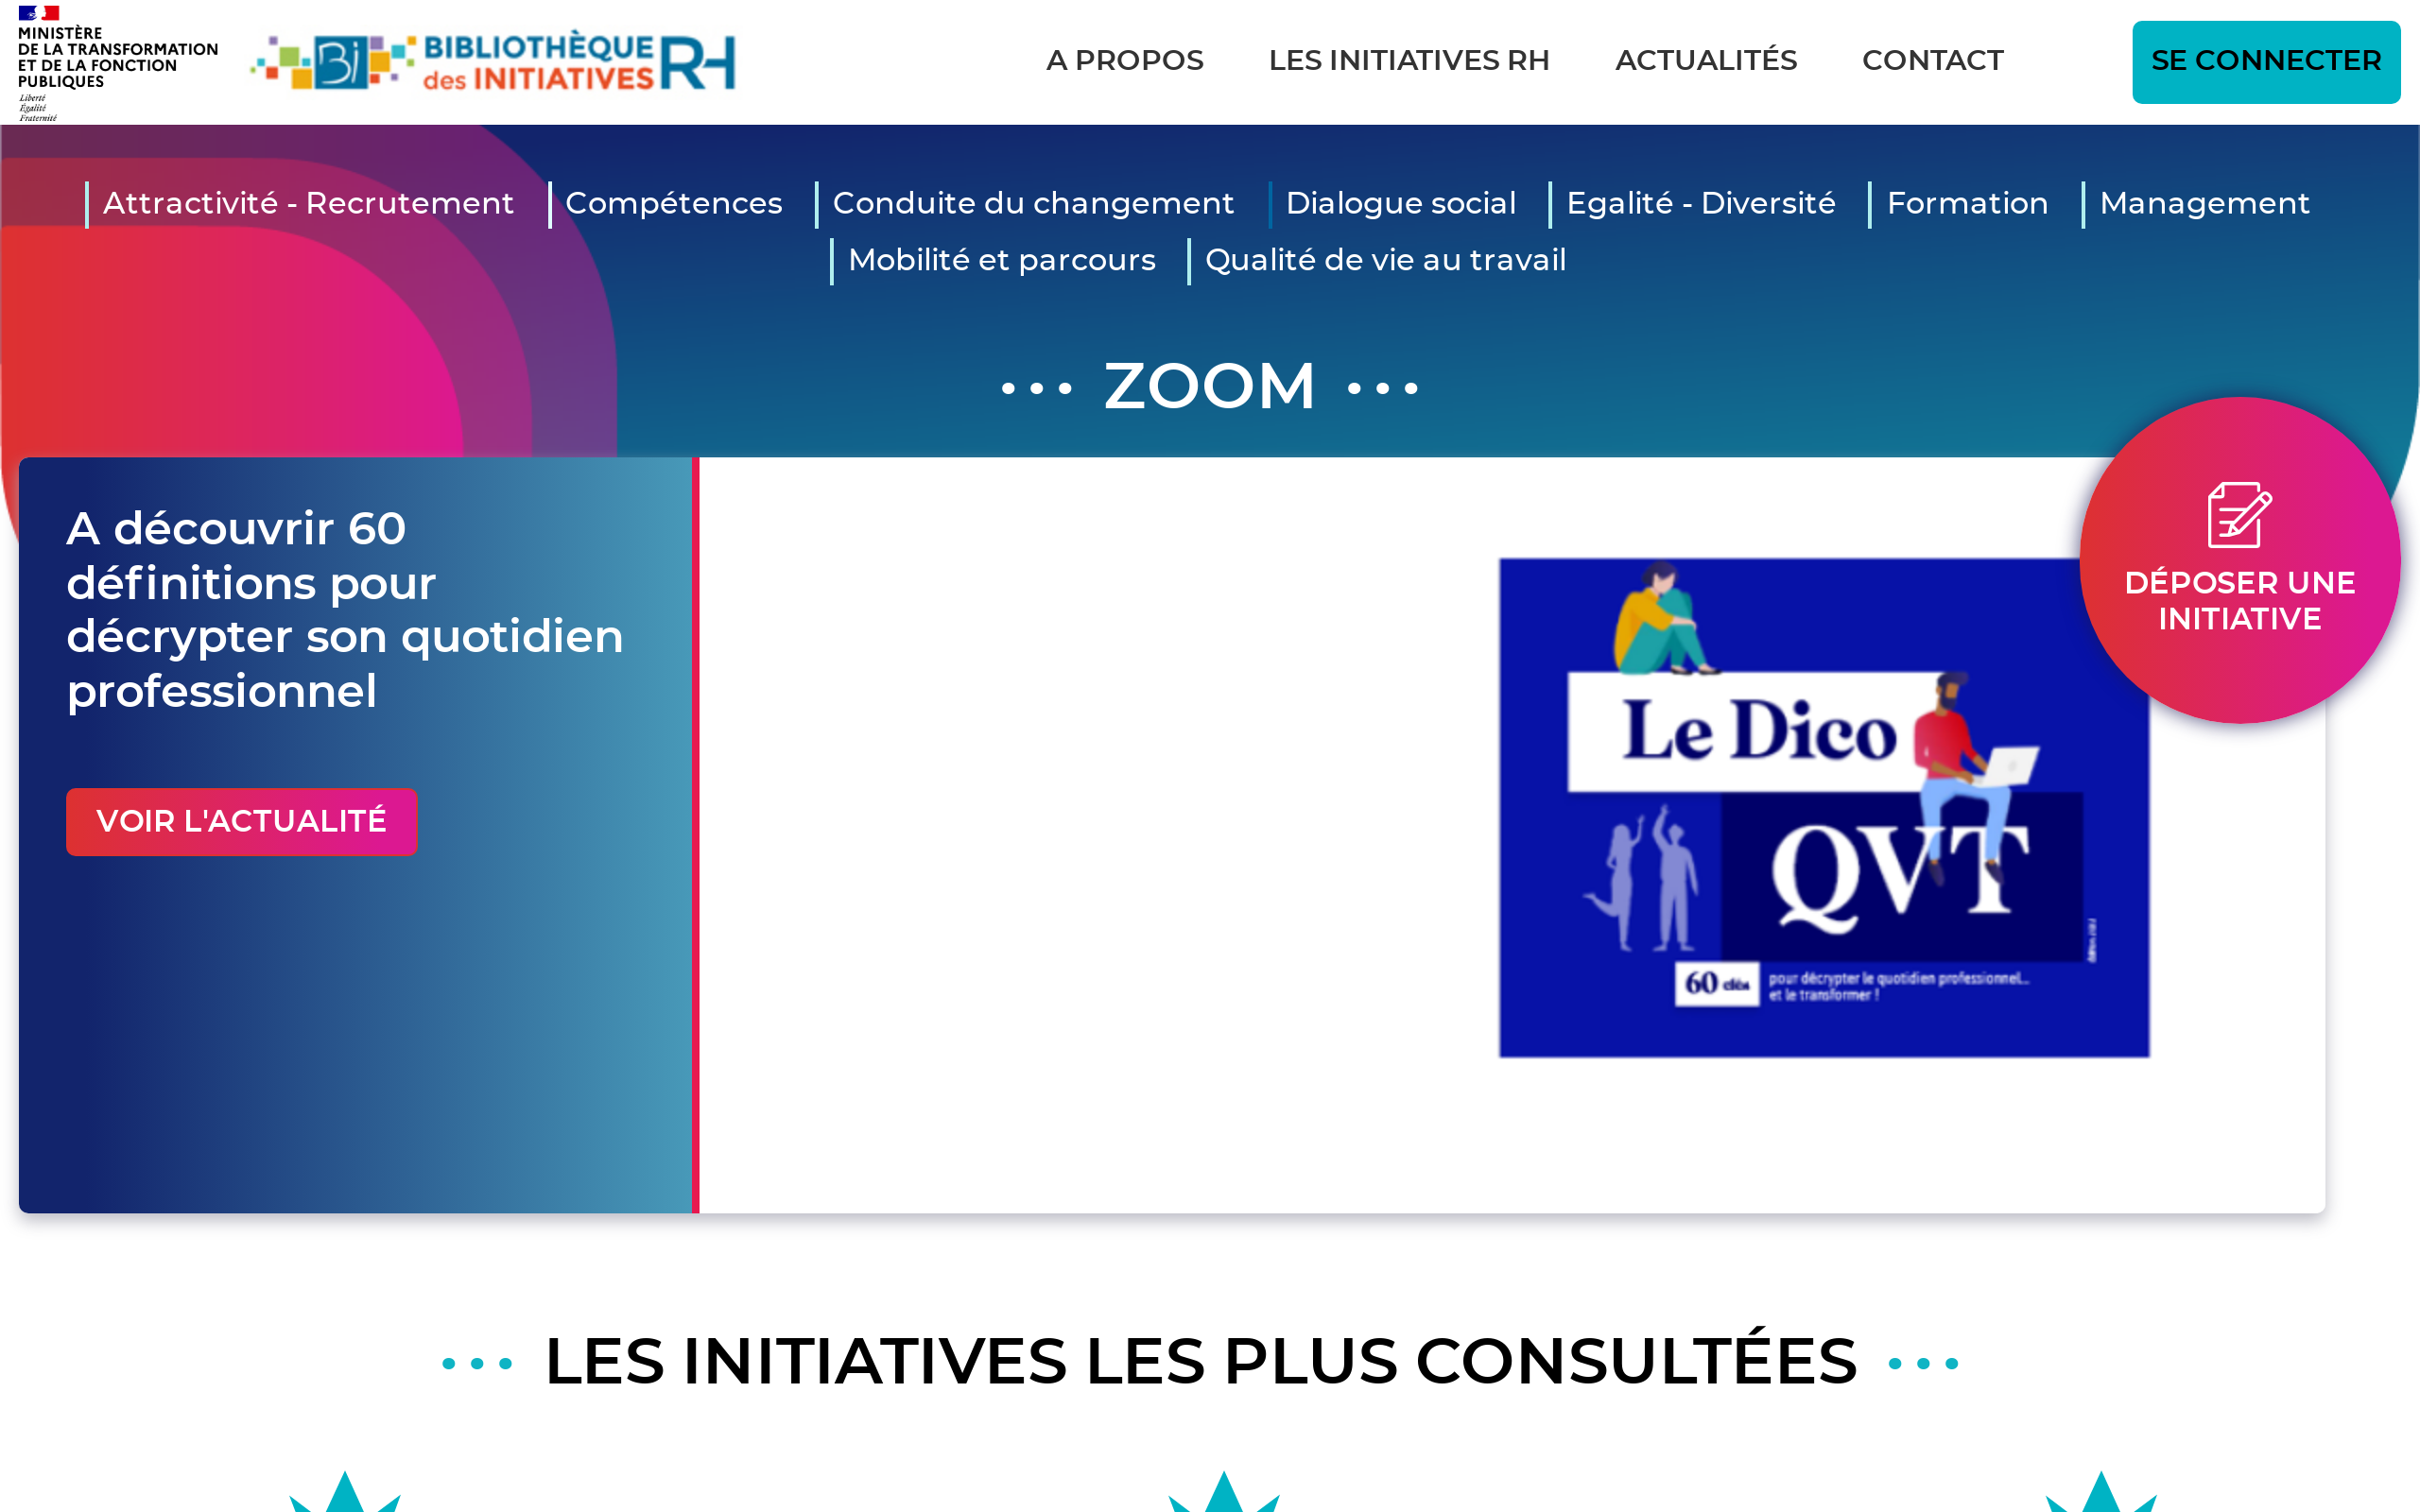 MINISTÈRE
DE LA TRANSFORMATION
ET DE LA FONCTION
PUBLIQUES
Liberté
Égalité
Fraternité
Bi
BIBLIOTHÈQUE
des INITIATIVES
RH
A PROPOS
LES INITIATIVES RH
ACTUALITÉS
CONTACT
SE CONNECTER
Attractivité - Recrutement
Compétences
Conduite du changement
Dialogue social
Egalité - Diversité
Formation
Management
Mobilité et parcours
Qualité de vie au travail
ZOOM
A découvrir 60
définitions pour
décrypter son quotidien
professionnel
VOIR L'ACTUALITÉ
DÉPOSER UNE
INITIATIVE
Le Dico
QVT
60 clés
pour décrypter le quotidien professionnel...
et le transformer !
LES INITIATIVES LES PLUS CONSULTÉES